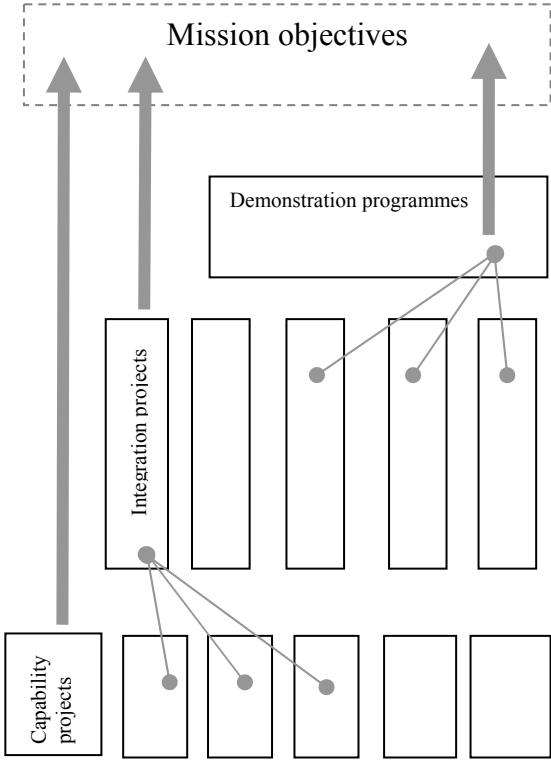 Mission objectives
Demonstration programmes
Integration projects
Capability
projects